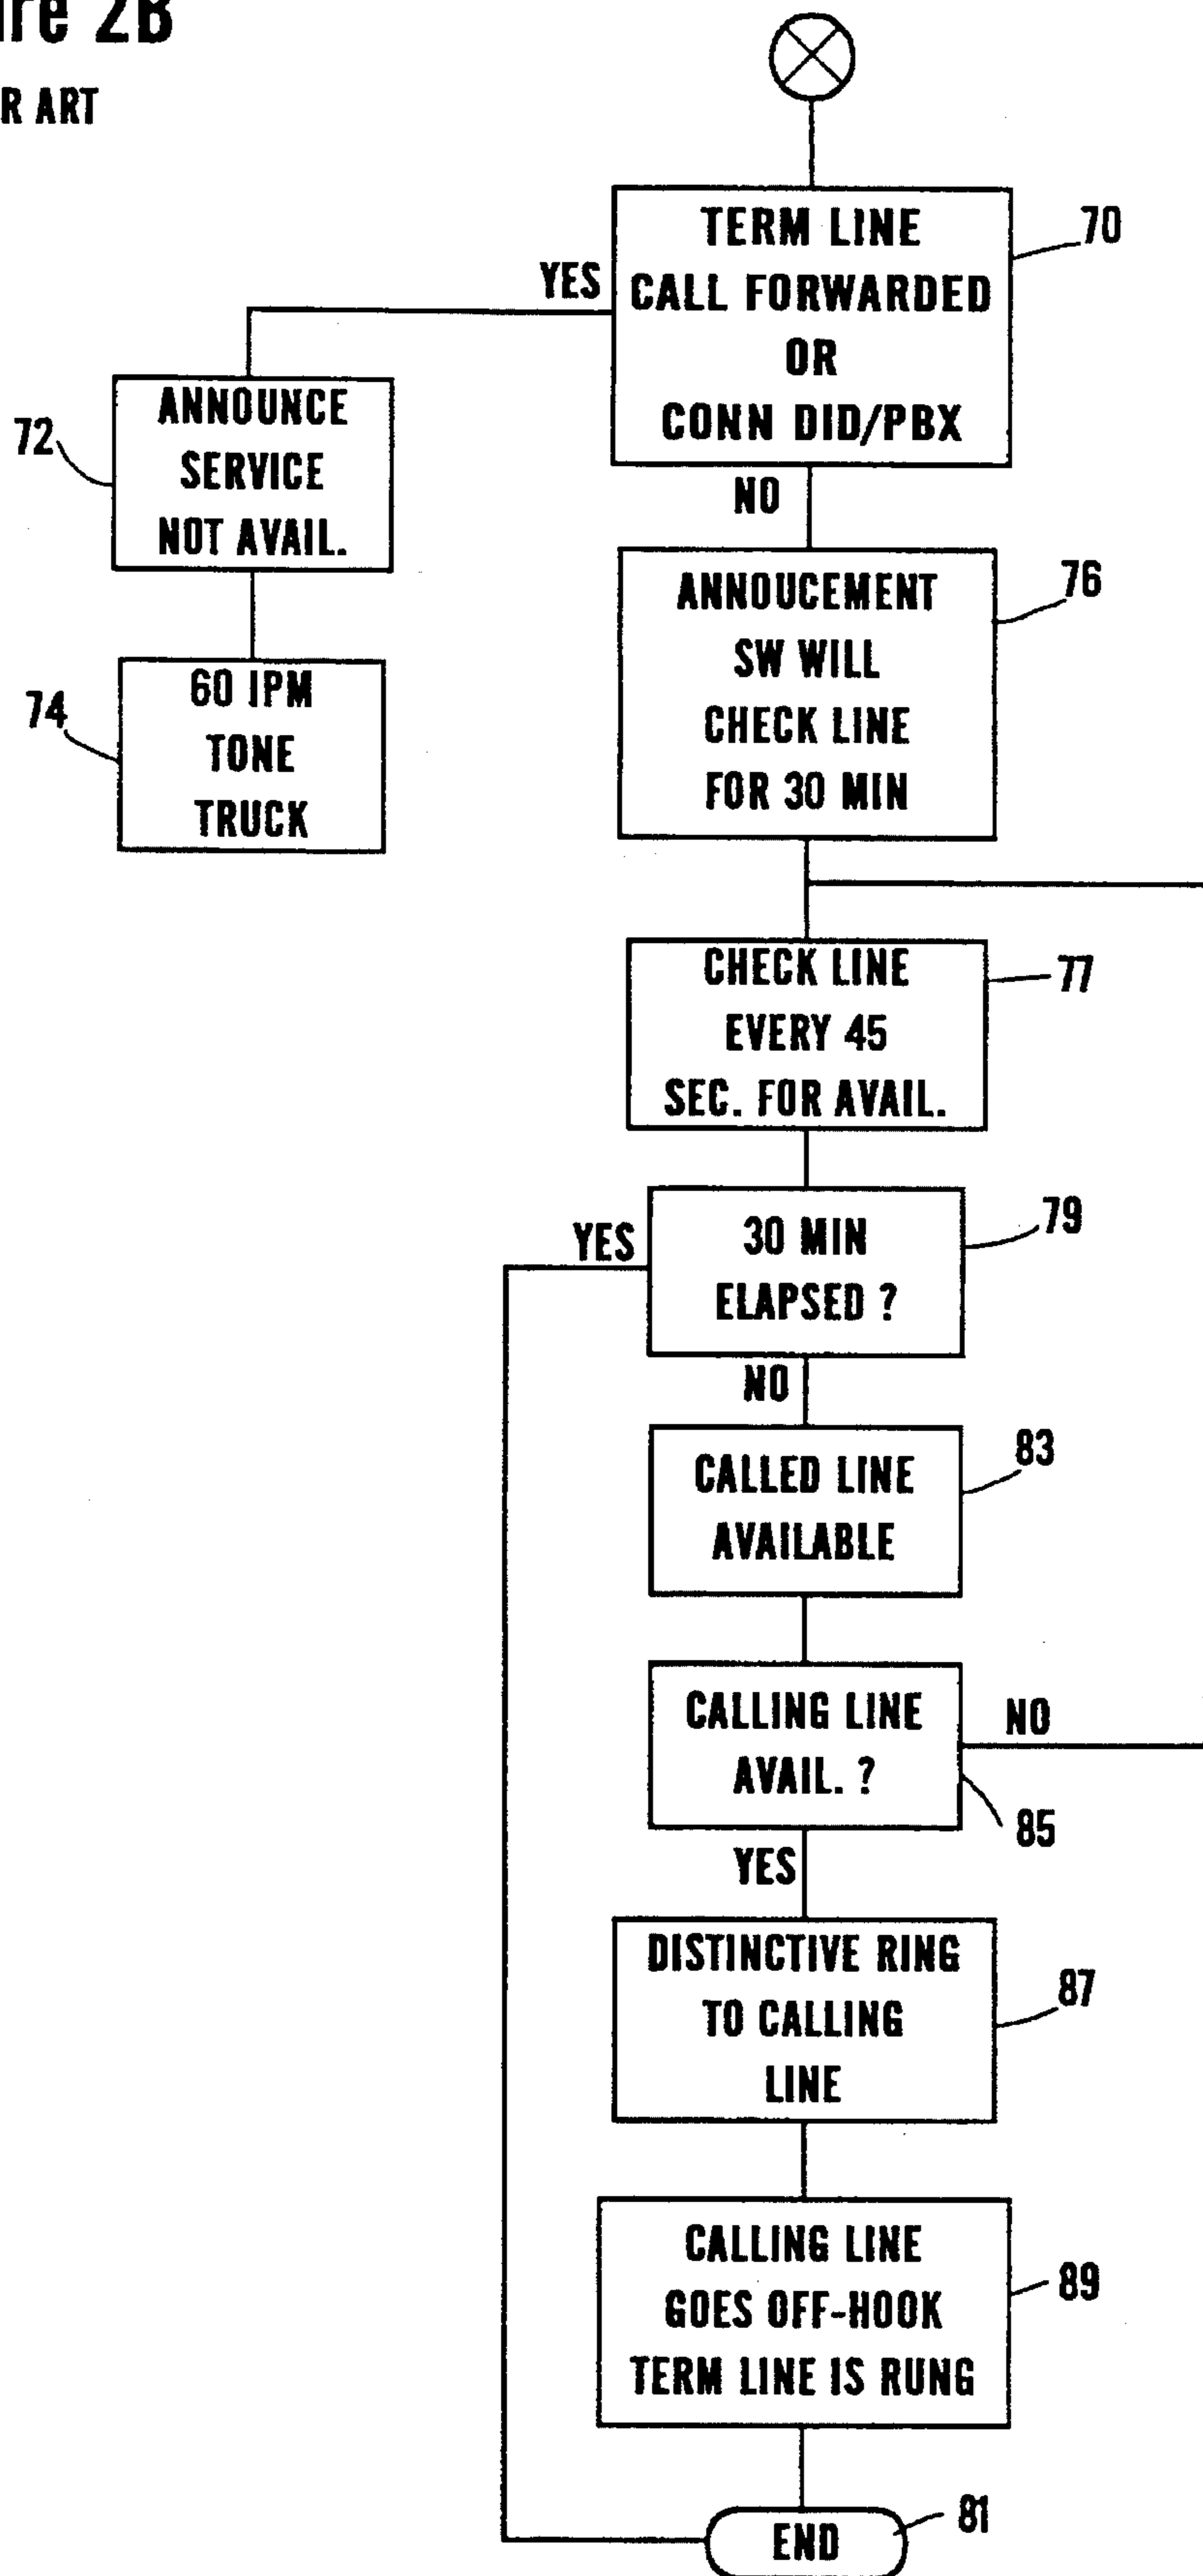 ire 2B
R ART
TERM LINE
CALL FORWARDED
OR
CONN DID/PBX
70
YES
ANNOUNCE
SERVICE
NOT AVAIL.
72
NO
60 IPM
TONE
TRUCK
74
ANNOUCEMENT
SW WILL
CHECK LINE
FOR 30 MIN
76
CHECK LINE
EVERY 45
SEC. FOR AVAIL.
77
30 MIN
ELAPSED ?
79
YES
NO
CALLED LINE
AVAILABLE
83
CALLING LINE
AVAIL. ?
NO
85
YES
DISTINCTIVE RING
TO CALLING
LINE
87
CALLING LINE
GOES OFF-HOOK
TERM LINE IS RUNG
89
END
81